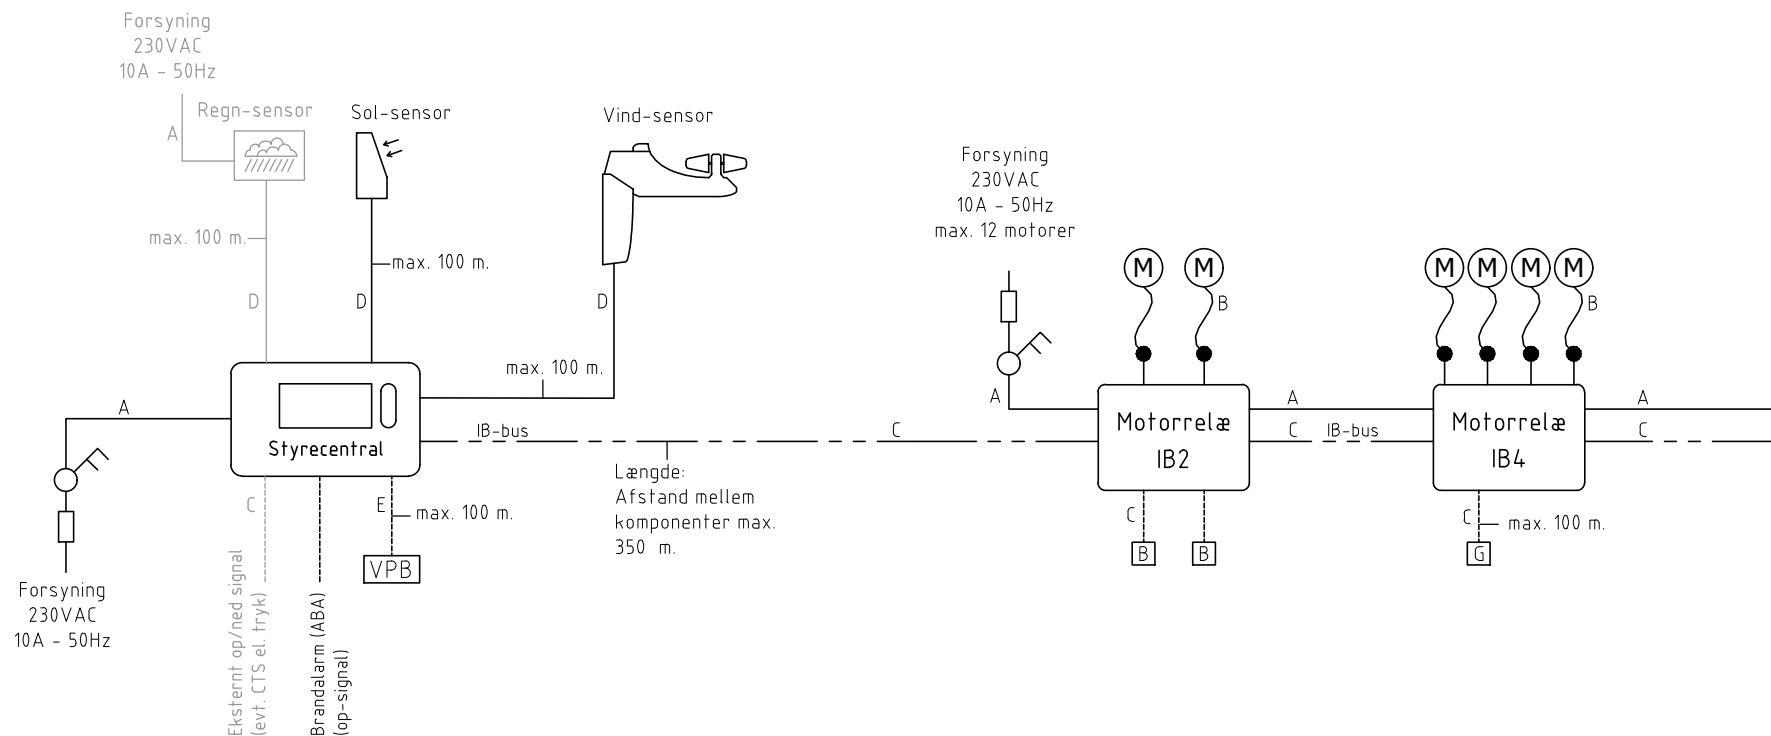 Forsyning
230VAC
10A - 50Hz
A
Regn-sensor
max. 100 m.
D
Sol-sensor
max. 100 m.
D
Vind-sensor
D
max. 100 m.
A
Styrecentral
Forsyning
230VAC
10A - 50Hz
C
Eksternt op/ned signal
(evt. CTS el. tryk)
Brandalarm (ABA)
(op-signal)
E
max. 100 m.
VPB
IB-bus
Længde:
Afstand mellem
komponenter max.
350 m.
C
Forsyning
230VAC
10A - 50Hz
max. 12 motorer
A
M
M
B
Motorrelæ
IB2
C
B
B
A
C
IB-bus
M
M
M
M
B
Motorrelæ
IB4
C
max. 100 m.
G
A
C